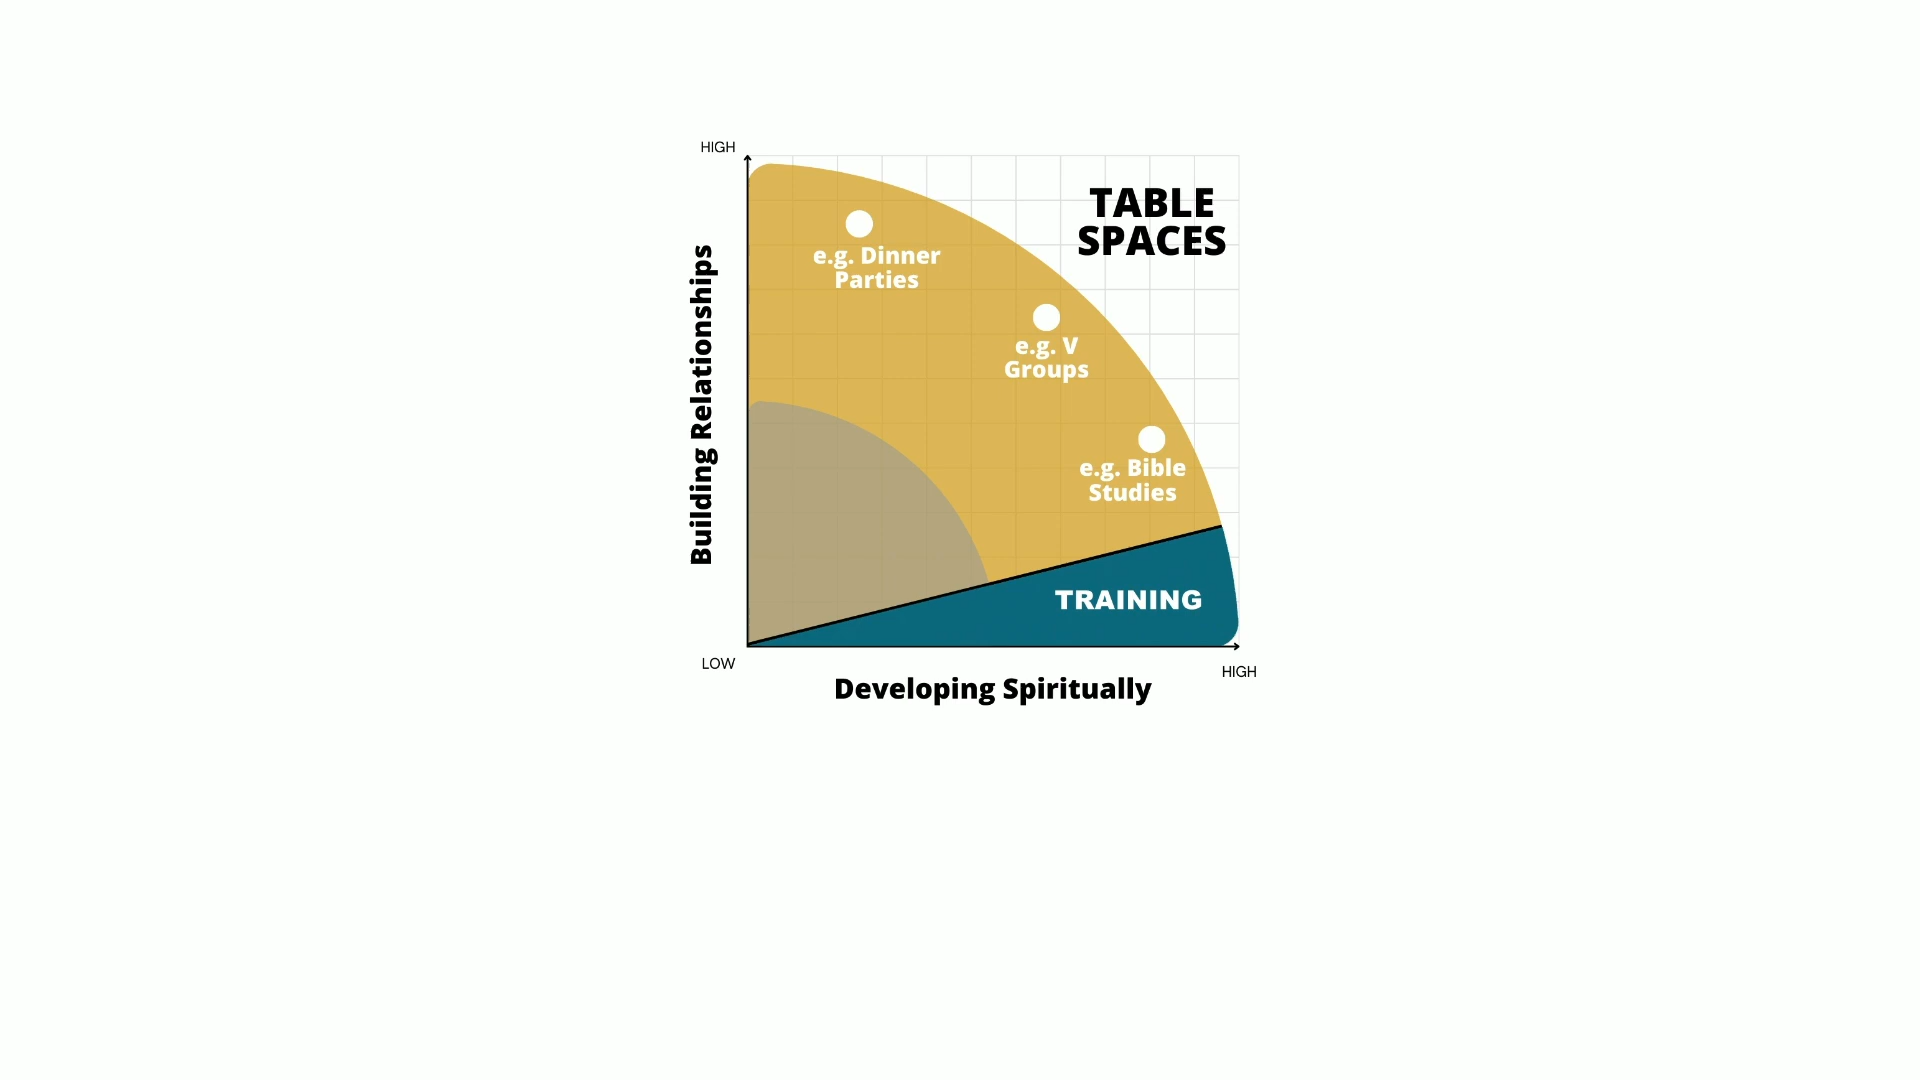 HIGH
TABLE
SPACES
e.g. Dinner
Parties
e.g. V
Groups
e.g. Bible
Studies
Building Relationships
TRAINING
LOW
HIGH
Developing Spiritually